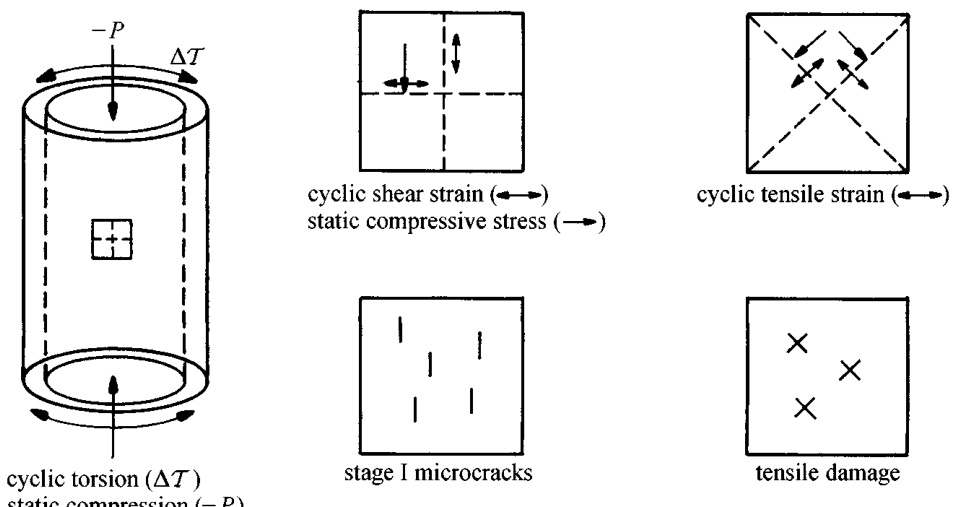 −P
Δ𝒯
cyclic shear strain (↔)
static compressive stress (→)
cyclic tensile strain (↔)
stage I microcracks
tensile damage
cyclic torsion (Δ𝒯)
static compression (−P)